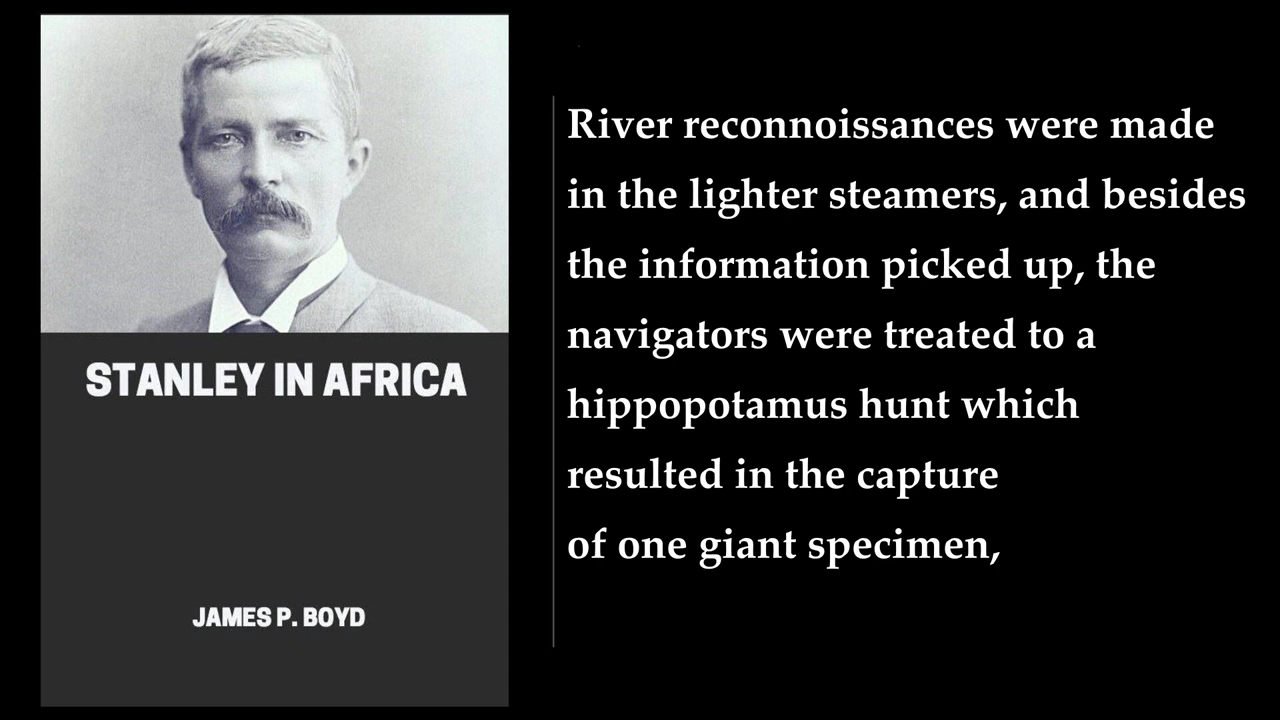 STANLEY IN AFRICA
JAMES P. BOYD
River reconnoissances were made
in the lighter steamers, and besides
the information picked up, the
navigators were treated to a
hippopotamus hunt which
resulted in the capture
of one giant specimen,